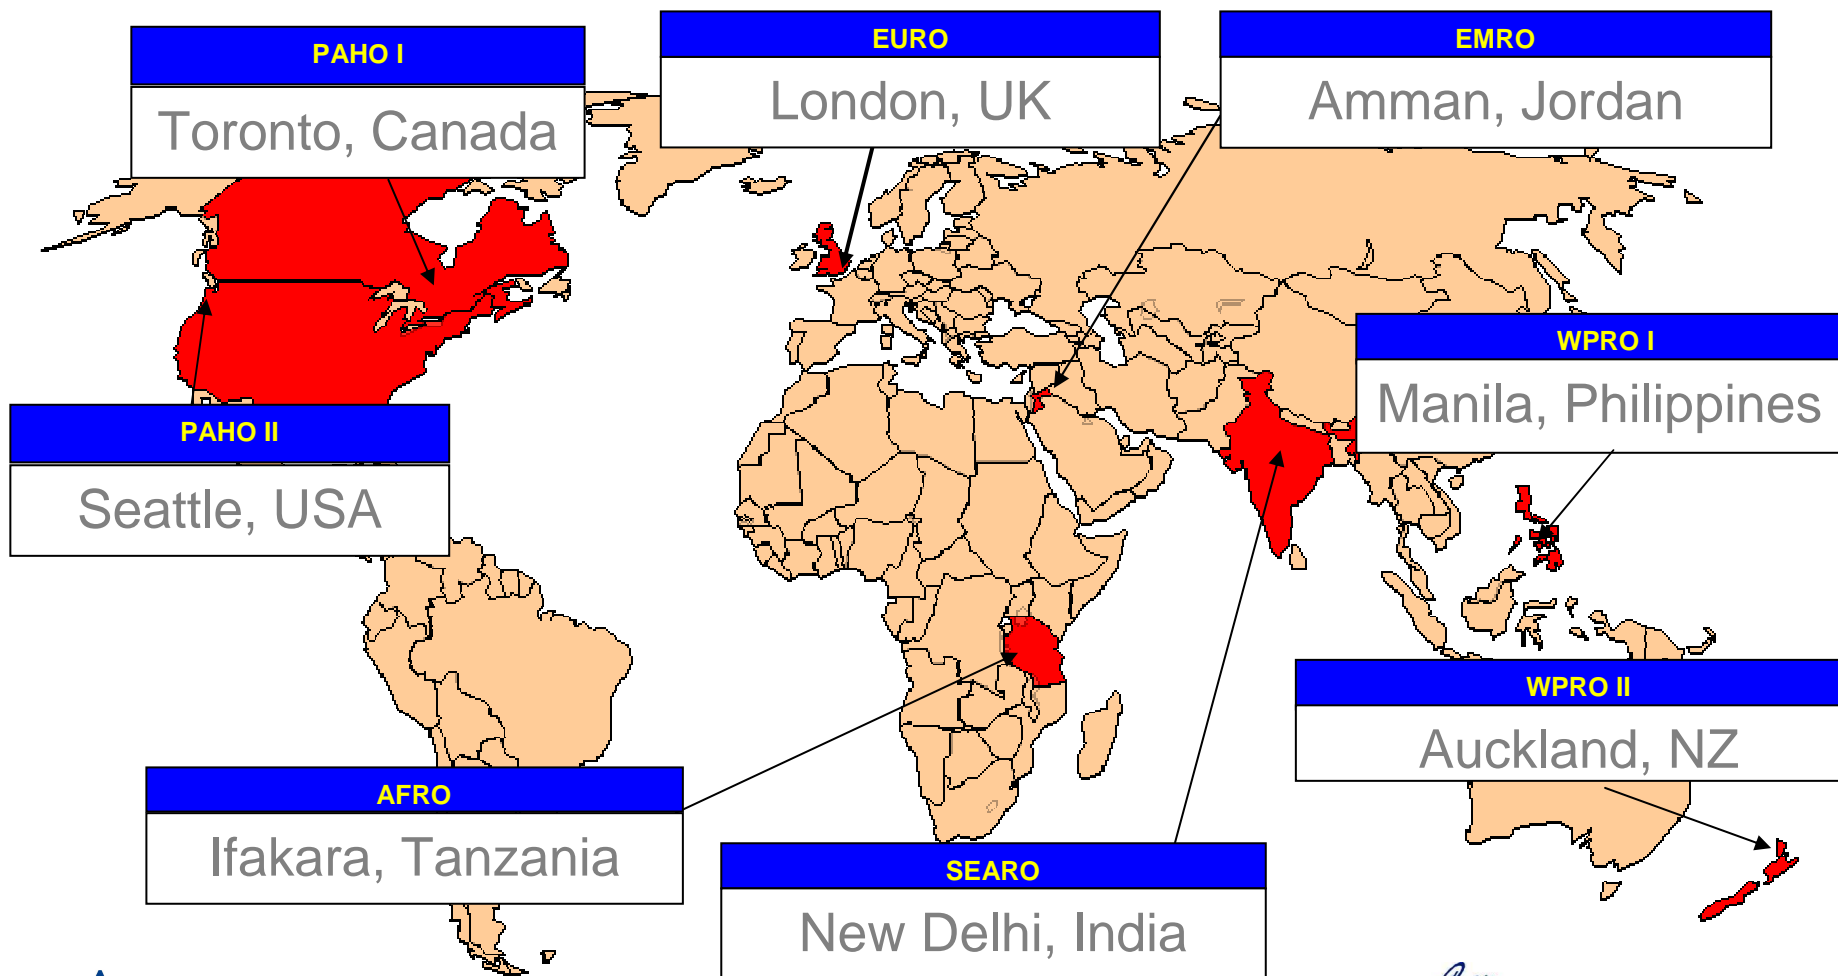 PAHO I
Toronto, Canada
EURO
London, UK
EMRO
Amman, Jordan
WPRO I
Manila, Philippines
PAHO II
Seattle, USA
WPRO II
Auckland, NZ
AFRO
Ifakara, Tanzania
SEARO
New Delhi, India